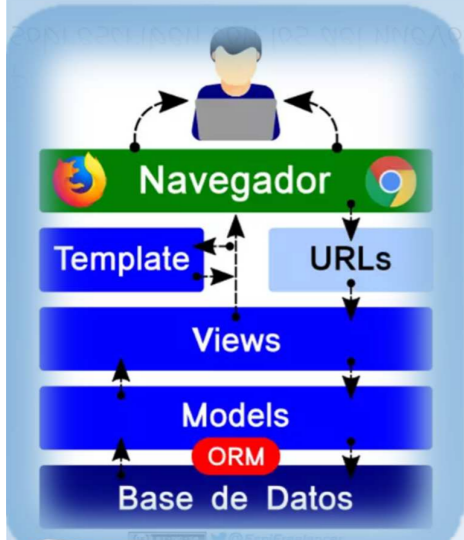 Navegador
Template
URLs
Views
Models
ORM
Base de Datos